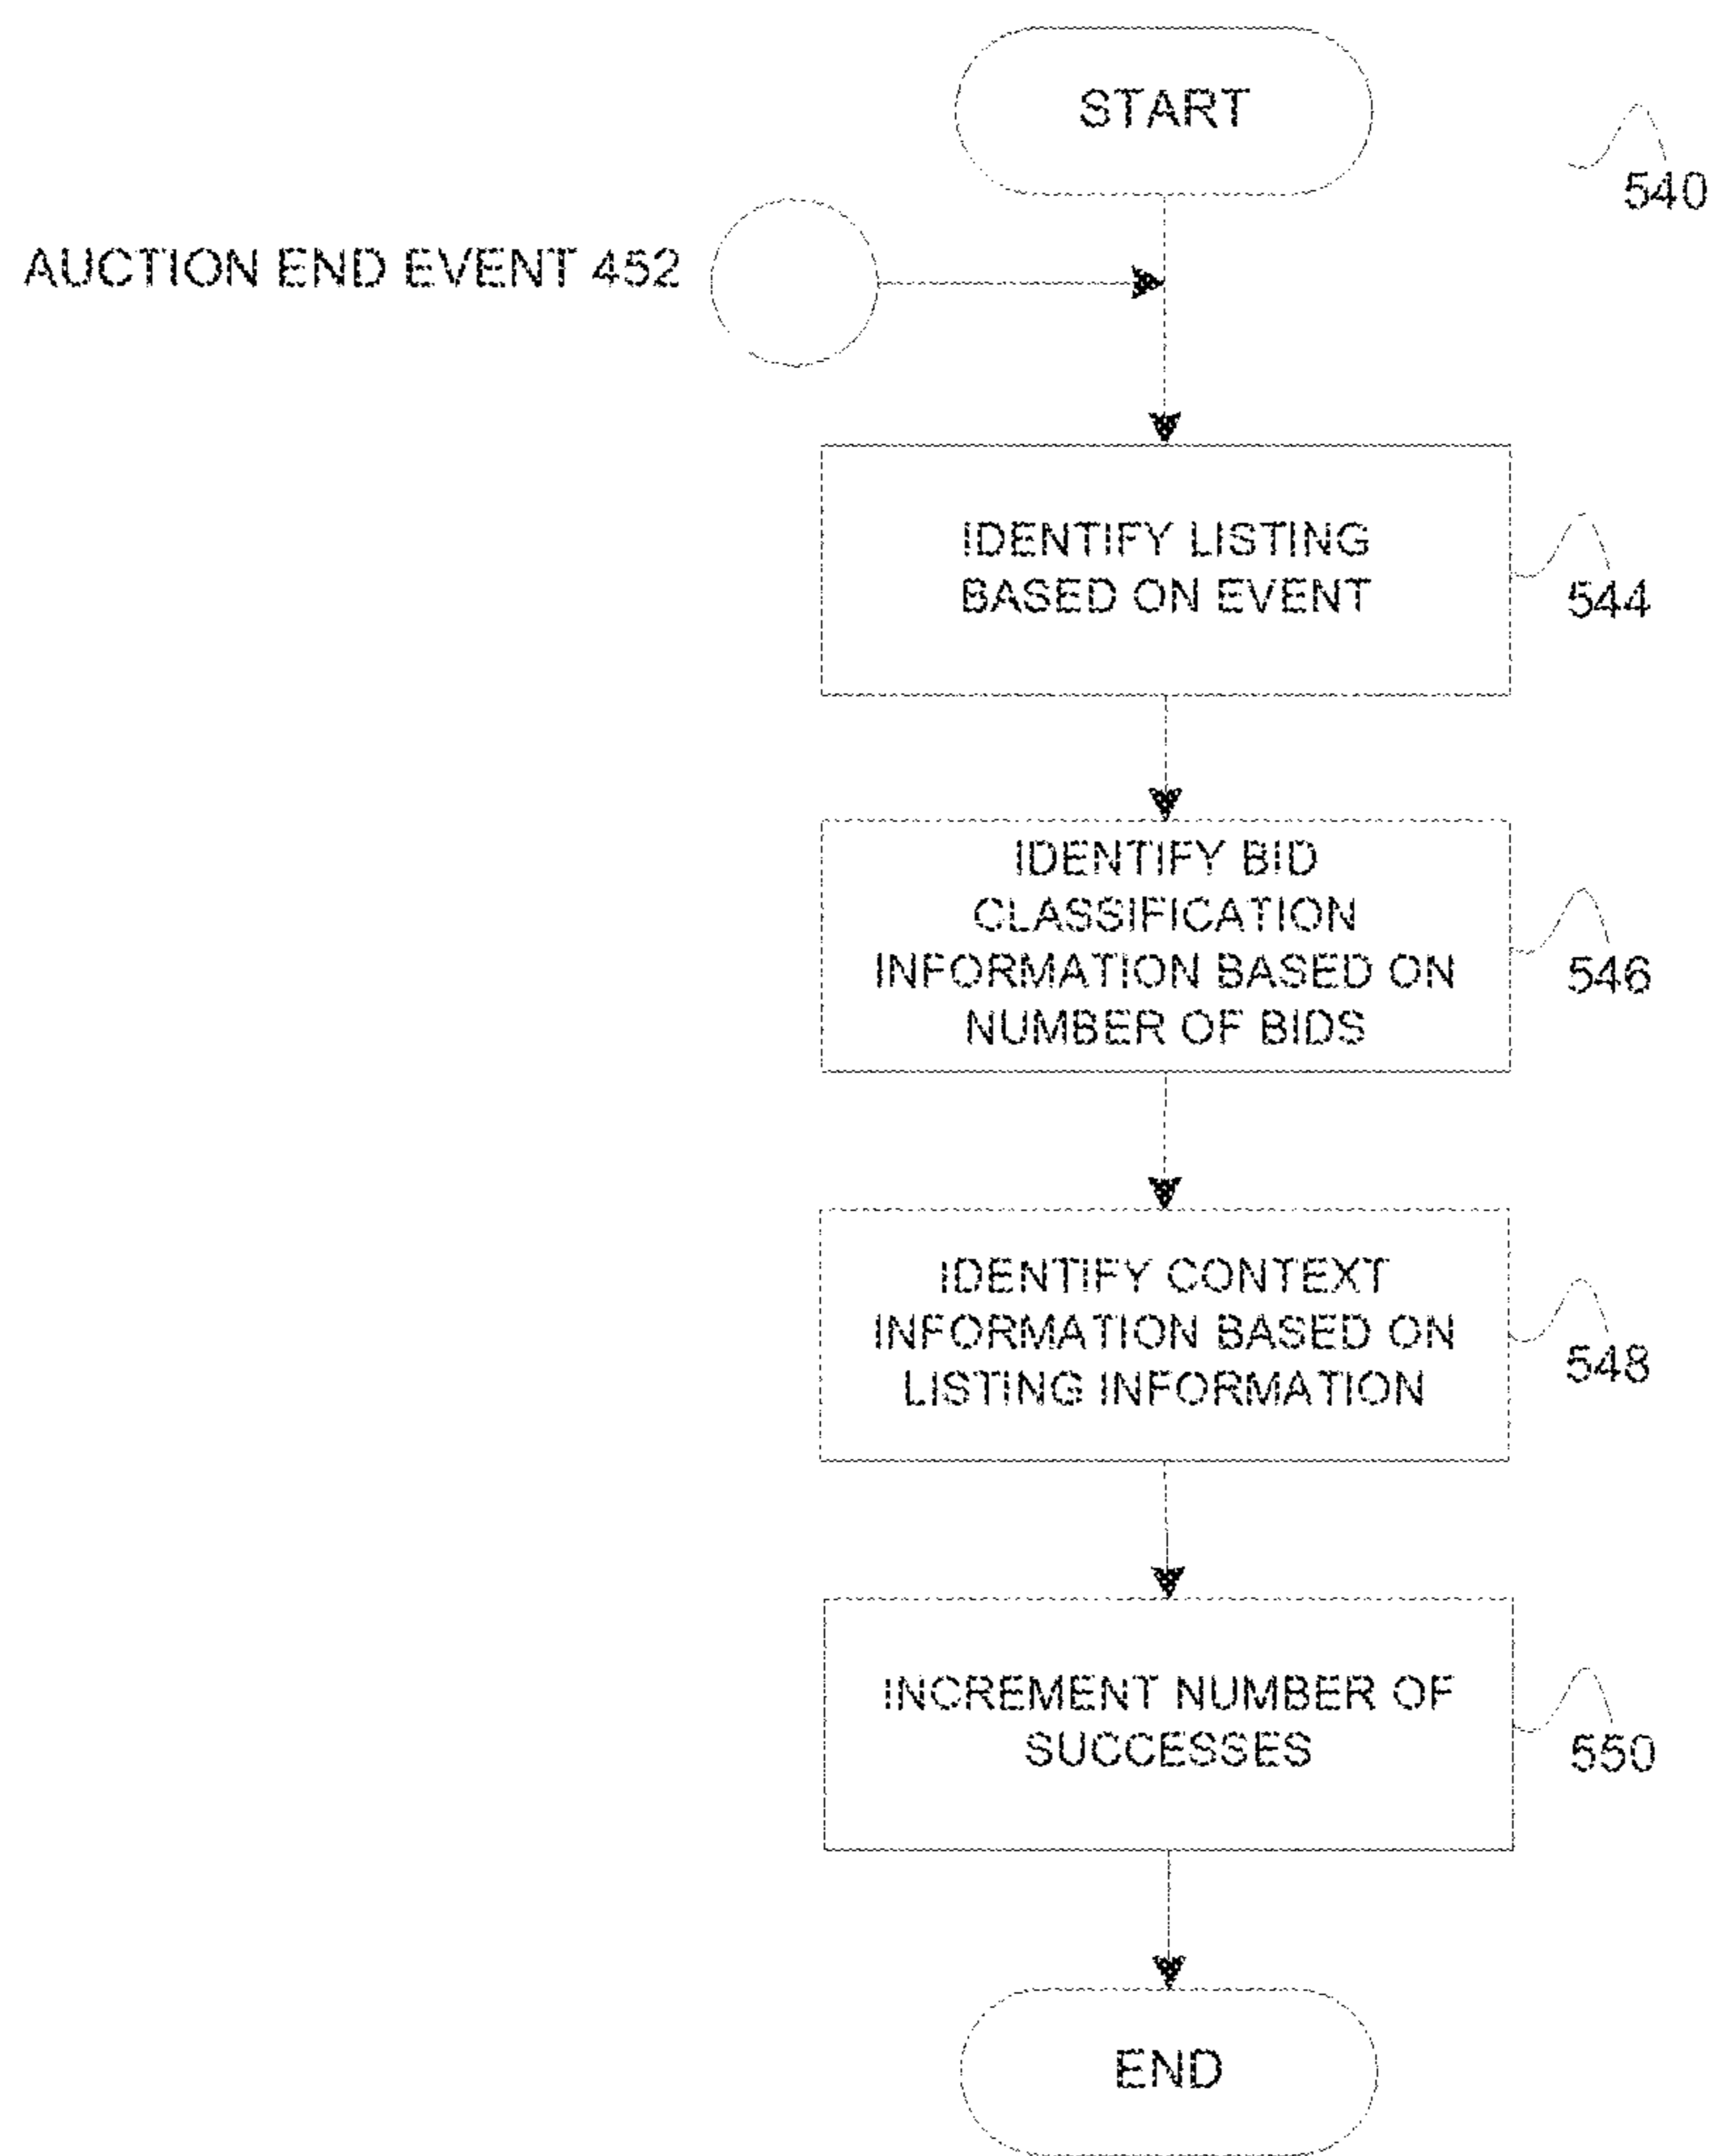 START
540
AUCTION END EVENT 452
IDENTIFY LISTING
BASED ON EVENT
544
IDENTIFY BID
CLASSIFICATION
INFORMATION BASED ON
NUMBER OF BIDS
546
IDENTIFY CONTEXT
INFORMATION BASED ON
LISTING INFORMATION
548
INCREMENT NUMBER OF
SUCCESSES
550
END